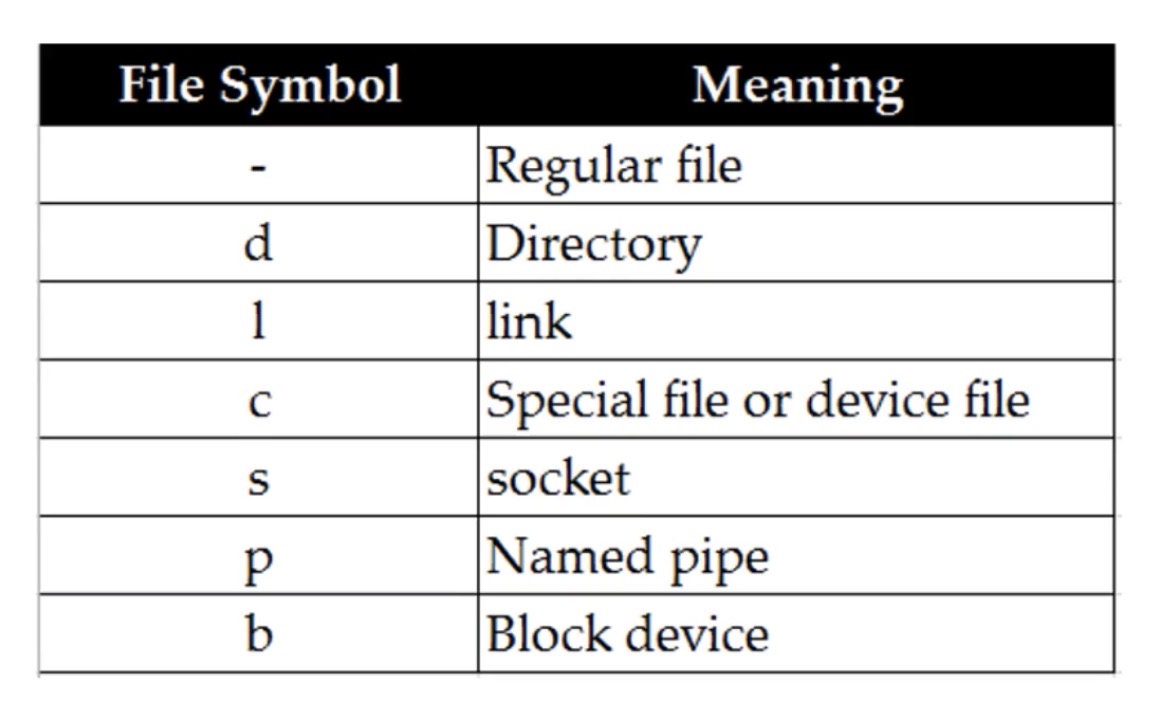 File Symbol Meaning
- Regular file
d Directory
l link
c Special file or device file
s socket
p Named pipe
b Block device